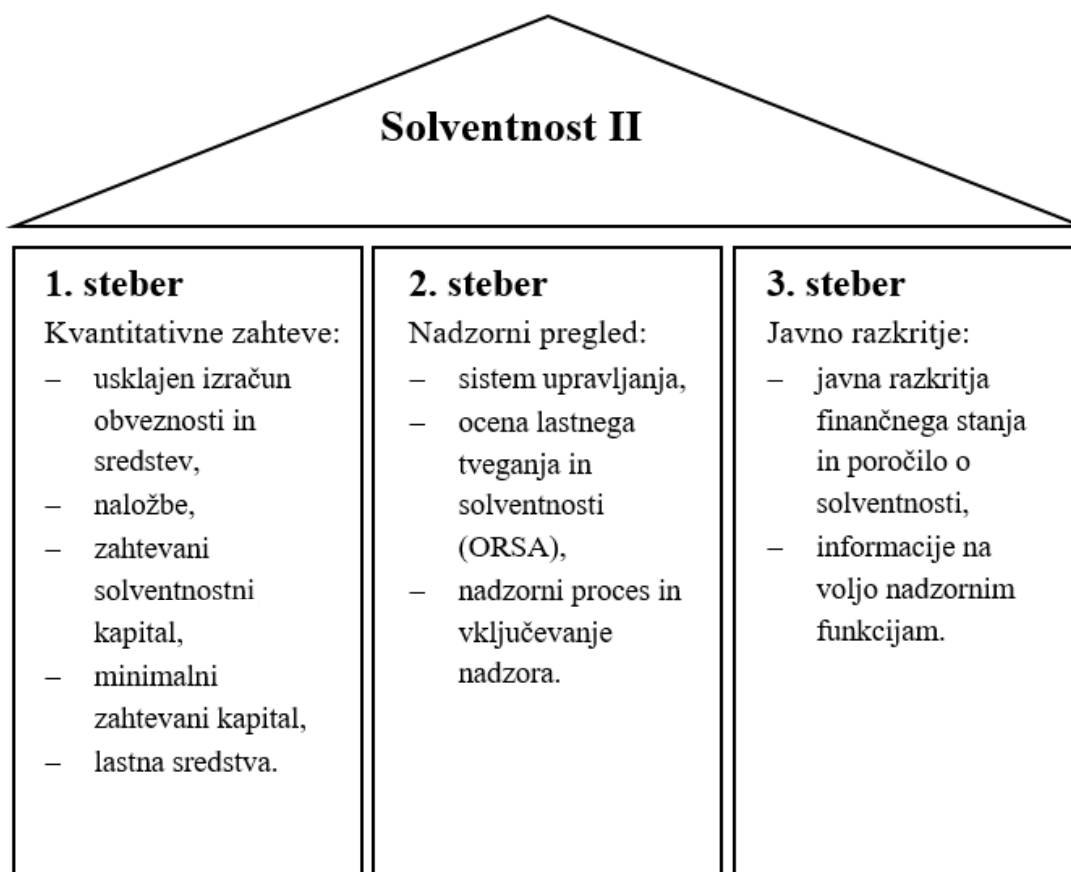 Solventnost II
1. steber
Kvantitativne zahteve:
– usklajen izračun
obveznosti in
sredstev,
– naložbe,
– zahtevani
solventnostni
kapital,
– minimalni
zahtevani kapital,
– lastna sredstva.
2. steber
Nadzorni pregled:
– sistem upravljanja,
– ocena lastnega
tveganja in
solventnosti
(ORSA),
– nadzorni proces in
vključevanje
nadzora.
3. steber
Javno razkritje:
– javna razkritja
finančnega stanja
in poročilo o
solventnosti,
– informacije na
voljo nadzornim
funkcijam.